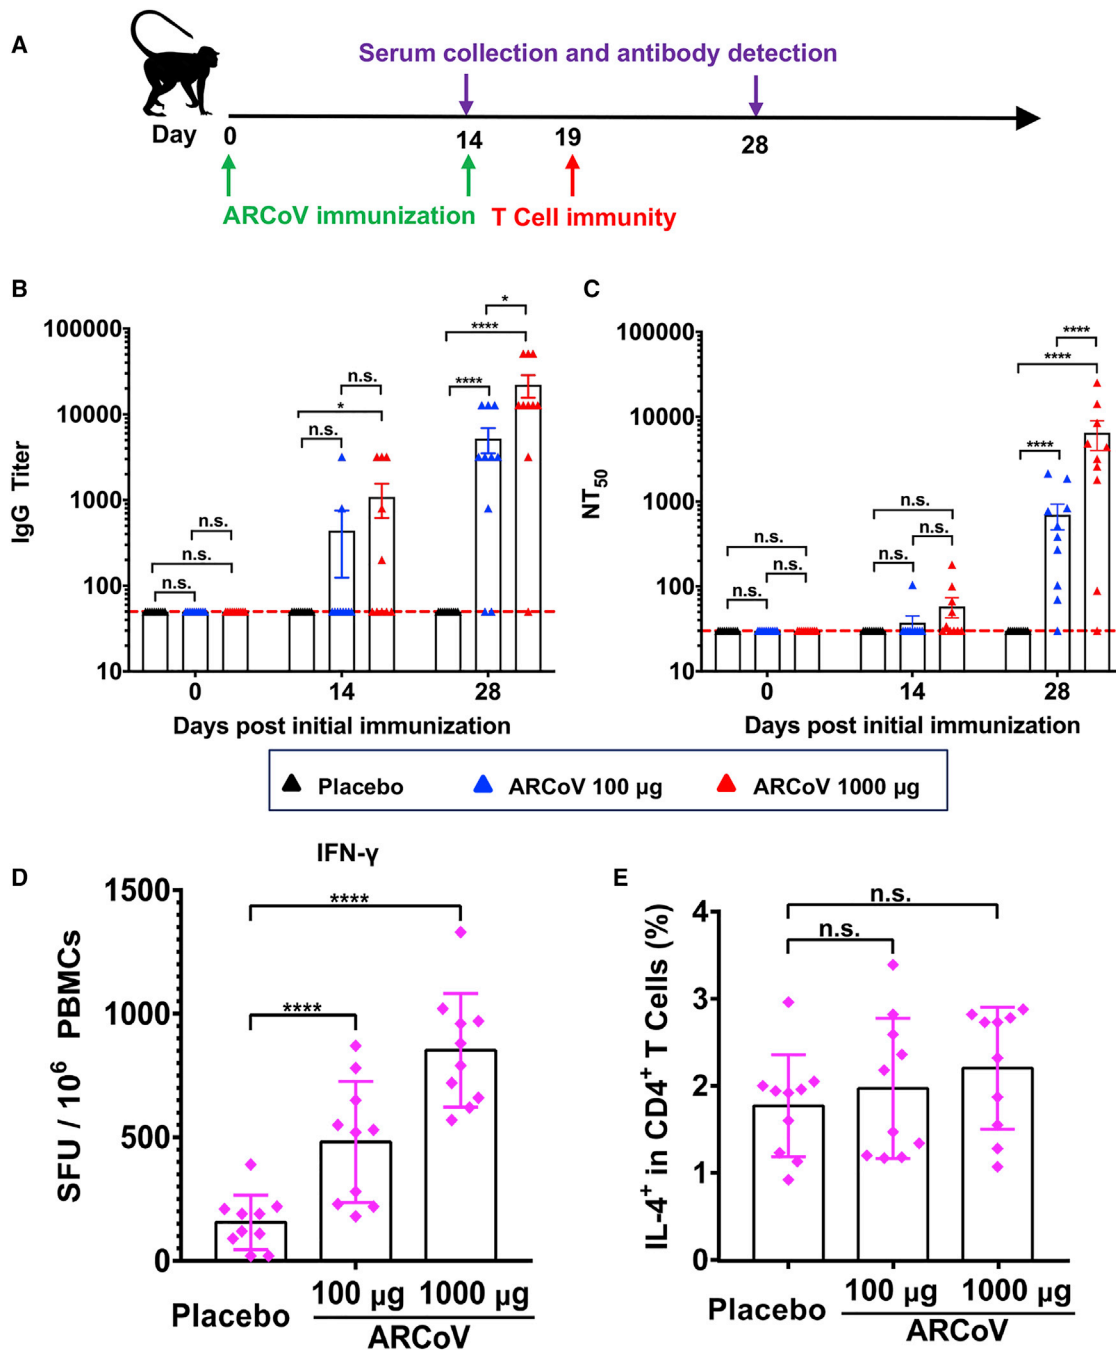 A
Serum collection and antibody detection
Day 0 14 19 28
ARCoV immunization T Cell immunity
B
IgG Titer
100000
10000
1000
100
10
n.s.
n.s.
n.s.
n.s.
*
n.s.
****
****
*
0 14 28
Days post initial immunization
C
NT50
100000
10000
1000
100
10
n.s.
n.s.
n.s.
n.s.
n.s.
n.s.
****
****
****
0 14 28
Days post initial immunization
Placebo ARCoV 100 µg ARCoV 1000 µg
D
IFN-γ
SFU / 10⁶ PBMCs
1500
1000
500
0
****
****
Placebo 100 µg 1000 µg
ARCoV
E
IL-4⁺ in CD4⁺ T Cells (%)
4
3
2
1
0
n.s.
n.s.
Placebo 100 µg 1000 µg
ARCoV